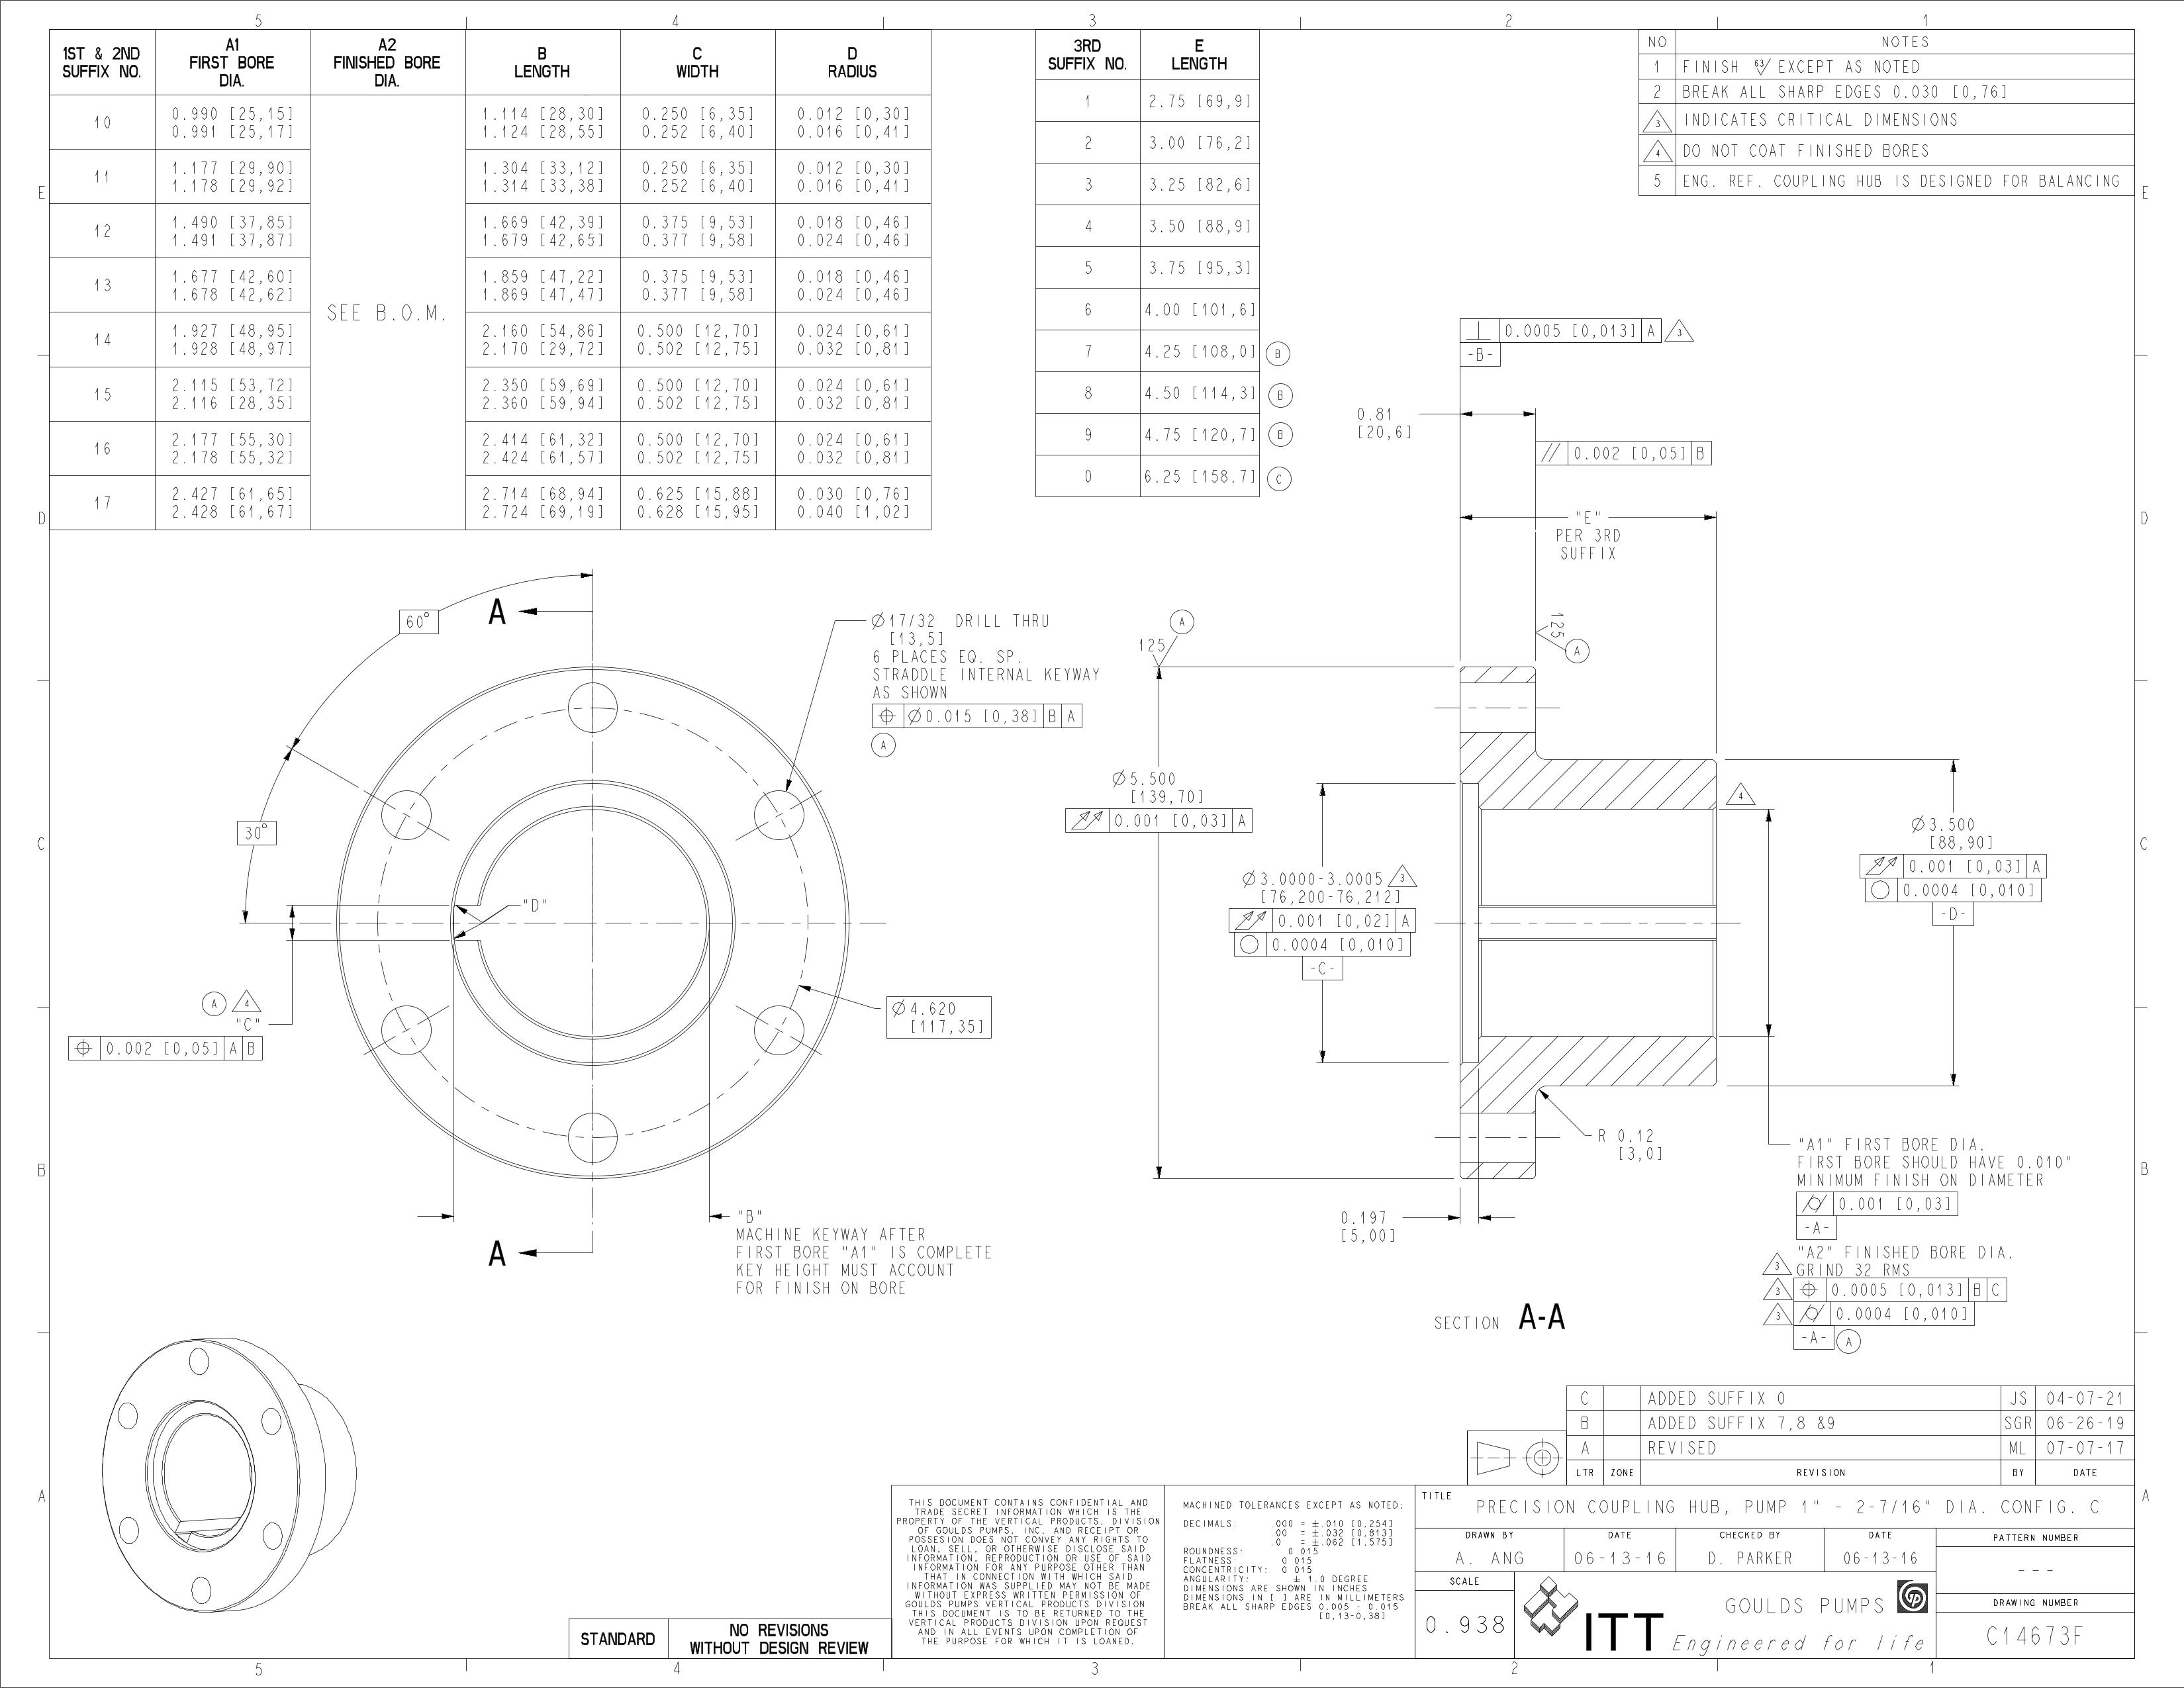 5 4 3 2 1
1ST & 2ND SUFFIX NO. A1 FIRST BORE DIA. A2 FINISHED BORE DIA. B LENGTH C WIDTH D RADIUS
10 0.990 [25,15] 1.114 [28,30] 0.250 [6,35] 0.012 [0,30]
0.991 [25,17] 1.124 [28,55] 0.252 [6,40] 0.016 [0,41]
11 1.177 [29,90] 1.304 [33,12] 0.250 [6,35] 0.012 [0,30]
1.178 [29,92] 1.314 [33,38] 0.252 [6,40] 0.016 [0,41]
12 1.490 [37,85] 1.669 [42,39] 0.375 [9,53] 0.018 [0,46]
1.491 [37,87] 1.679 [42,65] 0.377 [9,58] 0.024 [0,46]
13 1.677 [42,60] 1.859 [47,22] 0.375 [9,53] 0.018 [0,46]
1.678 [42,62] 1.869 [47,47] 0.377 [9,58] 0.024 [0,46]
SEE B.O.M.
14 1.927 [48,95] 2.160 [54,86] 0.500 [12,70] 0.024 [0,61]
1.928 [48,97] 2.170 [29,72] 0.502 [12,75] 0.032 [0,81]
15 2.115 [53,72] 2.350 [59,69] 0.500 [12,70] 0.024 [0,61]
2.116 [28,35] 2.360 [59,94] 0.502 [12,75] 0.032 [0,81]
16 2.177 [55,30] 2.414 [61,32] 0.500 [12,70] 0.024 [0,61]
2.178 [55,32] 2.424 [61,57] 0.502 [12,75] 0.032 [0,81]
17 2.427 [61,65] 2.714 [68,94] 0.625 [15,88] 0.030 [0,76]
2.428 [61,67] 2.724 [69,19] 0.628 [15,95] 0.040 [1,02]
3RD SUFFIX NO. E LENGTH
1 2.75 [69,9]
2 3.00 [76,2]
3 3.25 [82,6]
4 3.50 [88,9]
5 3.75 [95,3]
6 4.00 [101,6]
7 4.25 [108,0] B
8 4.50 [114,3] B
9 4.75 [120,7] B
0 6.25 [158.7] C
NO NOTES
1 FINISH 63 EXCEPT AS NOTED
2 BREAK ALL SHARP EDGES 0.030 [0,76]
3 INDICATES CRITICAL DIMENSIONS
4 DO NOT COAT FINISHED BORES
5 ENG. REF. COUPLING HUB IS DESIGNED FOR BALANCING
E E
D D
C C
B B
A A
⊥ 0.0005 [0,013] A 3
-B-
0.81
[20,6]
// 0.002 [0,05] B
"E"
PER 3RD
SUFFIX
60°
A
30°
Ø17/32 DRILL THRU
[13,5]
6 PLACES EQ. SP.
STRADDLE INTERNAL KEYWAY
AS SHOWN
⌖ Ø0.015 [0,38] B A
A
"D"
A 4
"C"
⌖ 0.002 [0,05] A B
Ø4.620
[117,35]
"B"
MACHINE KEYWAY AFTER
FIRST BORE "A1" IS COMPLETE
KEY HEIGHT MUST ACCOUNT
FOR FINISH ON BORE
A
125 A
125 A
Ø5.500
[139,70]
0.001 [0,03] A
Ø3.0000-3.0005 3
[76,200-76,212]
0.001 [0,02] A
○ 0.0004 [0,010]
-C-
4
Ø3.500
[88,90]
0.001 [0,03] A
○ 0.0004 [0,010]
-D-
R 0.12
[3,0]
0.197
[5,00]
"A1" FIRST BORE DIA.
FIRST BORE SHOULD HAVE 0.010"
MINIMUM FINISH ON DIAMETER
⌭ 0.001 [0,03]
-A-
"A2" FINISHED BORE DIA.
3 GRIND 32 RMS
3 ⌖ 0.0005 [0,013] B C
3 ⌭ 0.0004 [0,010]
-A- A
SECTION A-A
C ADDED SUFFIX 0 JS 04-07-21
B ADDED SUFFIX 7,8 &9 SGR 06-26-19
A REVISED ML 07-07-17
LTR ZONE REVISION BY DATE
STANDARD
NO REVISIONS
WITHOUT DESIGN REVIEW
THIS DOCUMENT CONTAINS CONFIDENTIAL AND
TRADE SECRET INFORMATION WHICH IS THE
PROPERTY OF THE VERTICAL PRODUCTS, DIVISION
OF GOULDS PUMPS, INC. AND RECEIPT OR
POSSESION DOES NOT CONVEY ANY RIGHTS TO
LOAN, SELL, OR OTHERWISE DISCLOSE SAID
INFORMATION, REPRODUCTION OR USE OF SAID
INFORMATION FOR ANY PURPOSE OTHER THAN
THAT IN CONNECTION WITH WHICH SAID
INFORMATION WAS SUPPLIED MAY NOT BE MADE
WITHOUT EXPRESS WRITTEN PERMISSION OF
GOULDS PUMPS VERTICAL PRODUCTS DIVISION
THIS DOCUMENT IS TO BE RETURNED TO THE
VERTICAL PRODUCTS DIVISION UPON REQUEST
AND IN ALL EVENTS UPON COMPLETION OF
THE PURPOSE FOR WHICH IT IS LOANED.
MACHINED TOLERANCES EXCEPT AS NOTED:
DECIMALS: .000 = ±.010 [0,254]
.00 = ±.032 [0,813]
.0 = ±.062 [1,575]
ROUNDNESS: 0.015
FLATNESS: 0.015
CONCENTRICITY: 0.015
ANGULARITY: ± 1.0 DEGREE
DIMENSIONS ARE SHOWN IN INCHES
DIMENSIONS IN [ ] ARE IN MILLIMETERS
BREAK ALL SHARP EDGES 0.005 - 0.015
[0,13-0,38]
TITLE PRECISION COUPLING HUB, PUMP 1" - 2-7/16" DIA. CONFIG. C
DRAWN BY DATE CHECKED BY DATE PATTERN NUMBER
A. ANG 06-13-16 D. PARKER 06-13-16 ---
SCALE
0.938
ITT
GOULDS PUMPS
Engineered for life
DRAWING NUMBER
C14673F
5 4 3 2 1